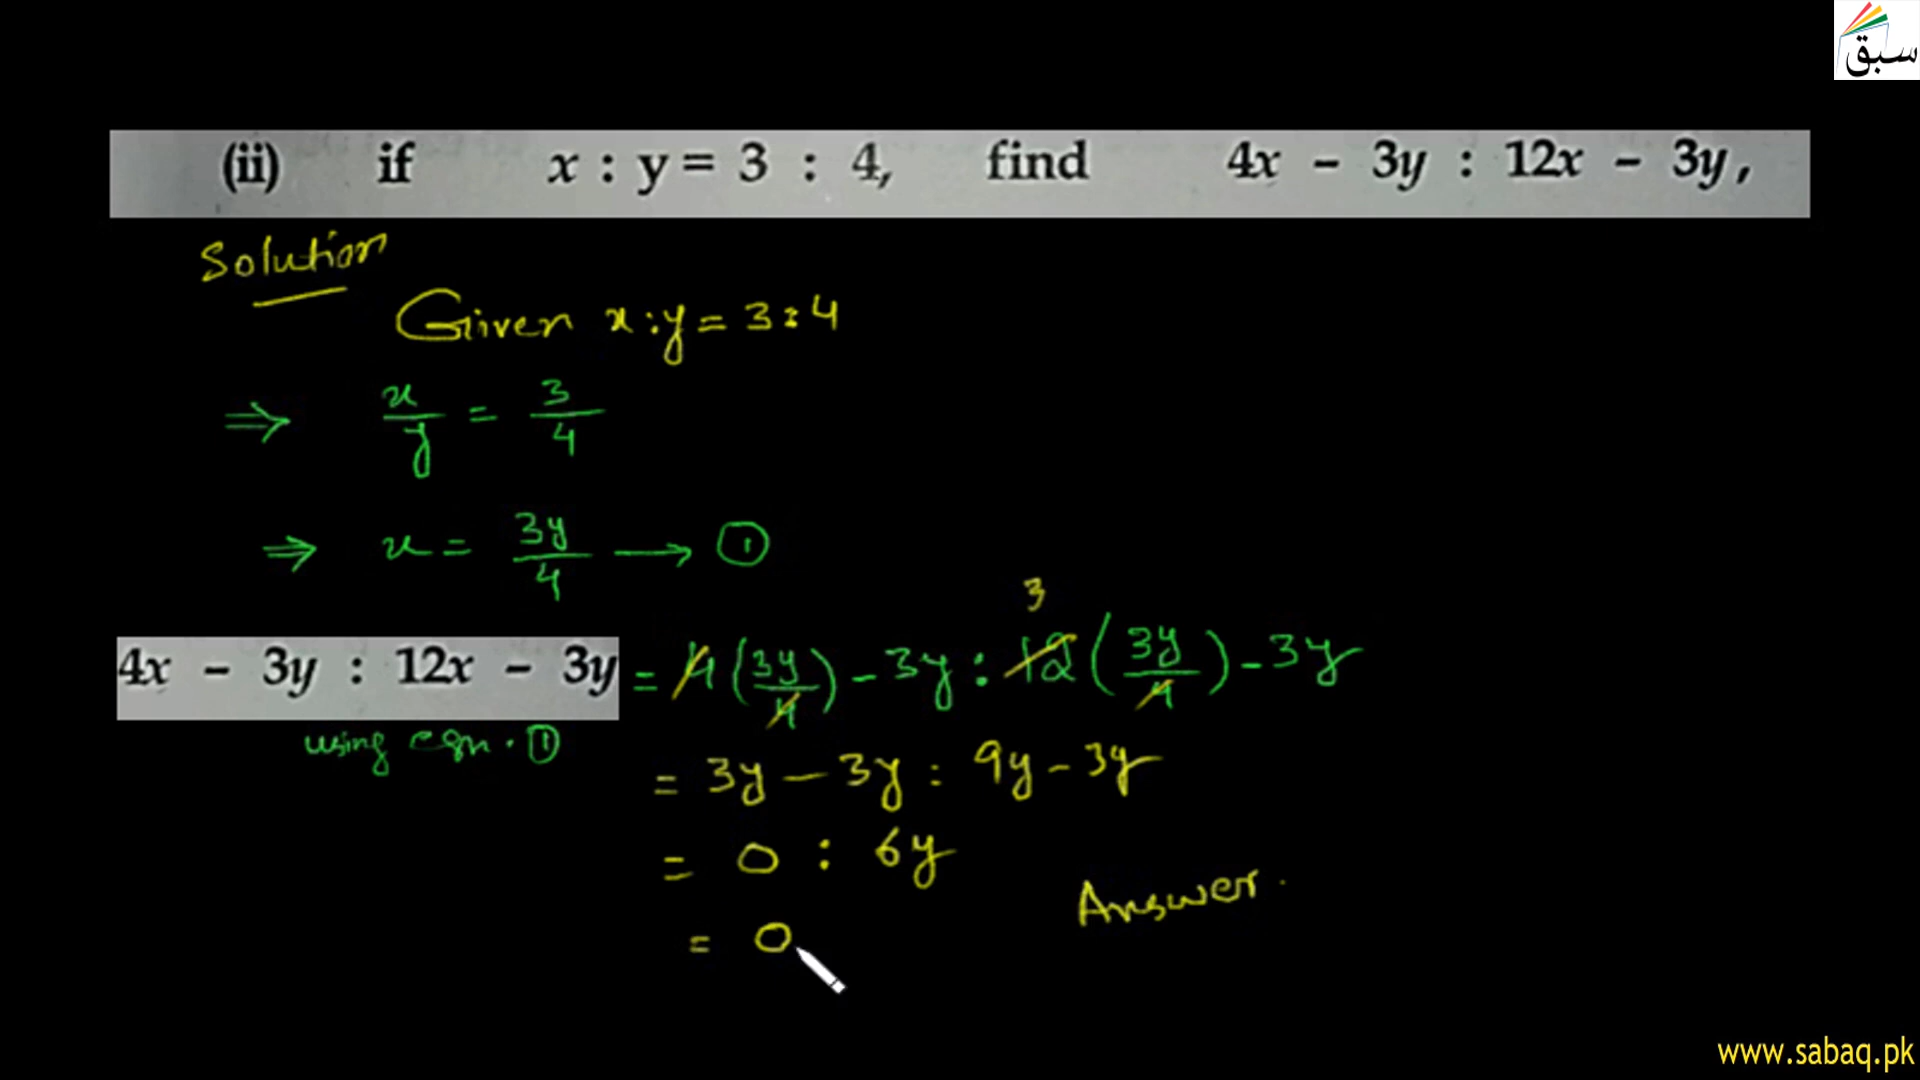 سبق
(ii) if x : y = 3 : 4, find 4x - 3y : 12x - 3y,
Solution
Given x : y = 3 : 4
⇒ x/y = 3/4
⇒ x = 3y/4 → ①
3
4x - 3y : 12x - 3y = 4(3y/4) - 3y : 12(3y/4) - 3y
using eqn. ①
= 3y - 3y : 9y - 3y
= 0 : 6y
Answer.
= 0
www.sabaq.pk